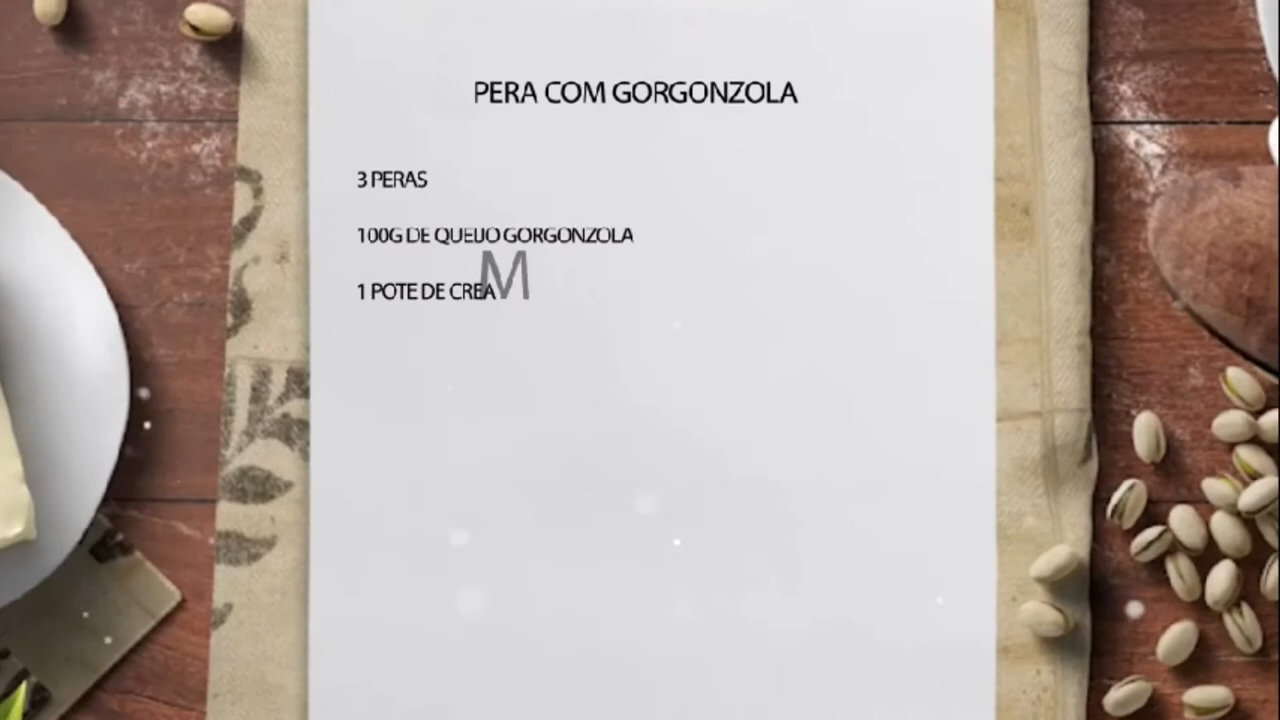 PERA COM GORGONZOLA
3 PERAS
100G DE QUEIJO GORGONZOLA
1 POTE DE CREAM